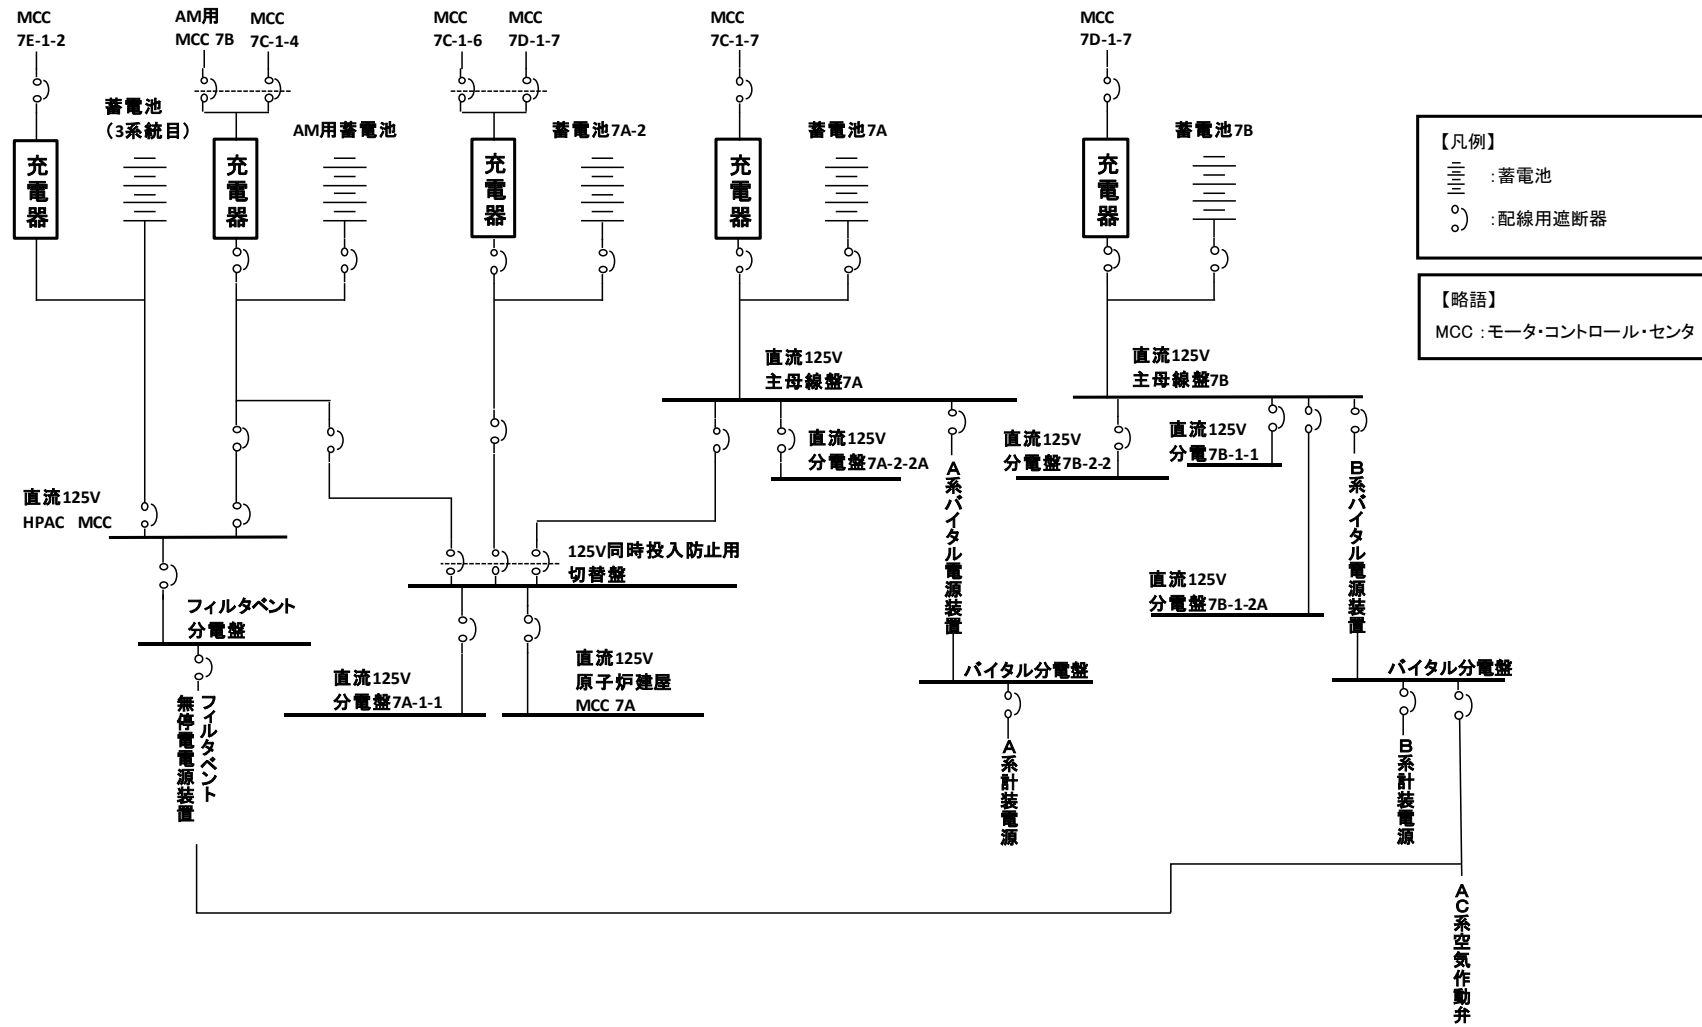 MCC
7E-1-2
AM用
MCC 7B
MCC
7C-1-4
MCC
7C-1-6
MCC
7D-1-7
MCC
7C-1-7
MCC
7D-1-7
蓄電池
（3系統目）
AM用蓄電池
蓄電池7A-2
蓄電池7A
蓄電池7B
充電器
充電器
充電器
充電器
充電器
【凡例】
：蓄電池
：配線用遮断器
【略語】
MCC：モータ・コントロール・センタ
直流125V
主母線盤7A
直流125V
主母線盤7B
直流125V
分電盤7A-2-2A
直流125V
分電盤7B-2-2
直流125V
分電7B-1-1
A系バイタル電源装置
B系バイタル電源装置
直流125V
HPAC MCC
125V同時投入防止用
切替盤
直流125V
分電盤7B-1-2A
フィルタベント
分電盤
直流125V
分電盤7A-1-1
直流125V
原子炉建屋
MCC 7A
バイタル分電盤
バイタル分電盤
フィルタベント
無停電電源装置
A系計装電源
B系計装電源
AC系空気作動弁